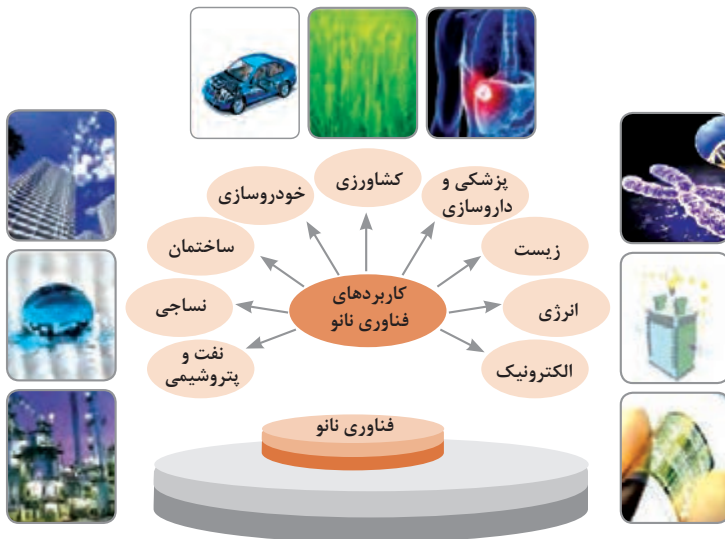 کشاورزی
پزشکی و
داروسازی
خودروسازی
زیست
ساختمان
کاربردهای
فناوری نانو
انرژی
نساجی
الکترونیک
نفت و
پتروشیمی
فناوری نانو